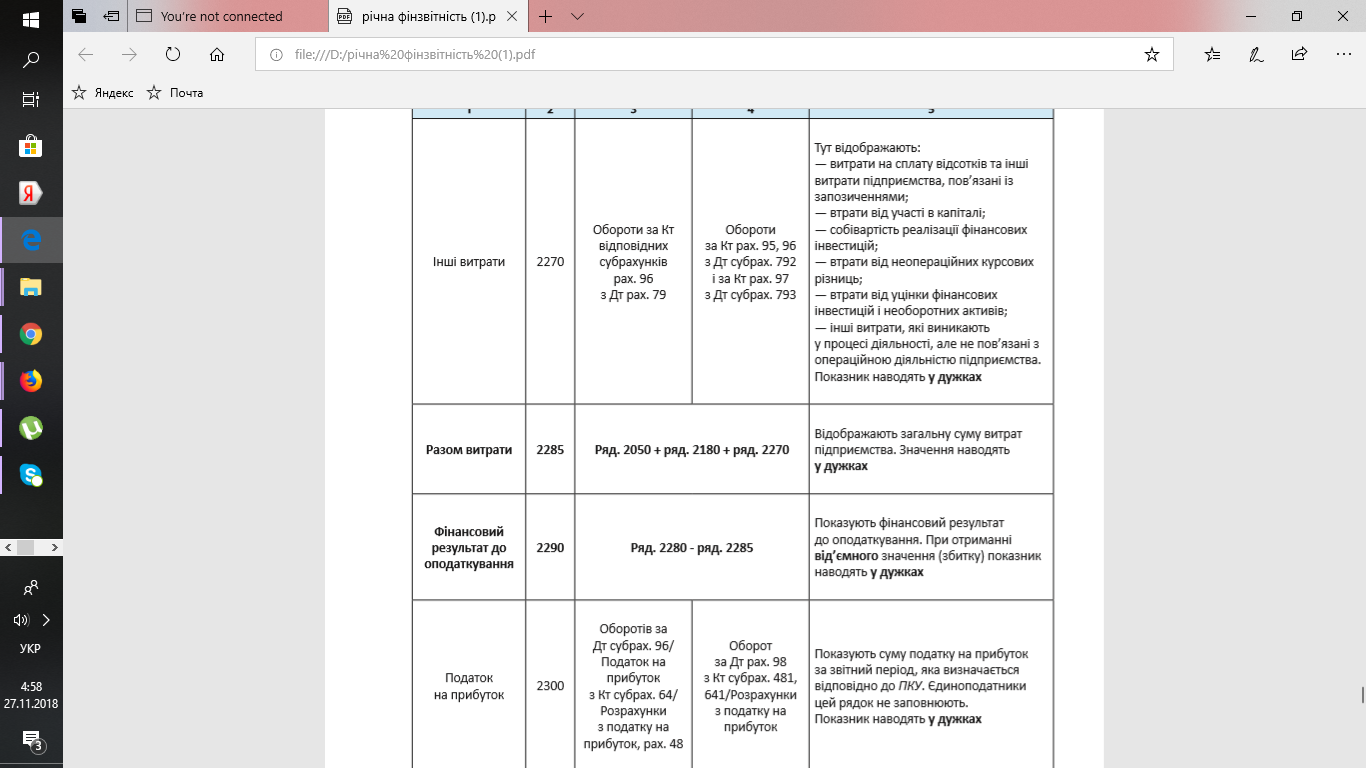 You're not connected
річна фінзвітність (1).p
file:///D:/річна%20фінзвітність%20(1).pdf
Яндекс
Почта
1
2
3
4
5
Інші витрати
2270
Обороти за Кт
відповідних
субрахунків
рах. 96
з Дт рах. 79
Обороти
за Кт рах. 95, 96
з Дт субрах. 792
і за Кт рах. 97
з Дт субрах. 793
Тут відображають:
— витрати на сплату відсотків та інші
витрати підприємства, пов’язані із
запозиченнями;
— втрати від участі в капіталі;
— собівартість реалізації фінансових
інвестицій;
— втрати від неопераційних курсових
різниць;
— втрати від уцінки фінансових
інвестицій і необоротних активів;
— інші витрати, які виникають
у процесі діяльності, але не пов’язані з
операційною діяльністю підприємства.
Показник наводять у дужках
Разом витрати
2285
Ряд. 2050 + ряд. 2180 + ряд. 2270
Відображають загальну суму витрат
підприємства. Значення наводять
у дужках
Фінансовий
результат до
оподаткування
2290
Ряд. 2280 - ряд. 2285
Показують фінансовий результат
до оподаткування. При отриманні
від’ємного значення (збитку) показник
наводять у дужках
Податок
на прибуток
2300
Оборотів за
Дт субрах. 96/
Податок на
прибуток
з Кт субрах. 64/
Розрахунки
з податку на
прибуток, рах. 48
Оборот
за Дт рах. 98
з Кт субрах. 481,
641/Розрахунки
з податку на
прибуток
Показують суму податку на прибуток
за звітний період, яка визначається
відповідно до ПКУ. Єдиноподатники
цей рядок не заповнюють.
Показник наводять у дужках
УКР
4:58
27.11.2018
3